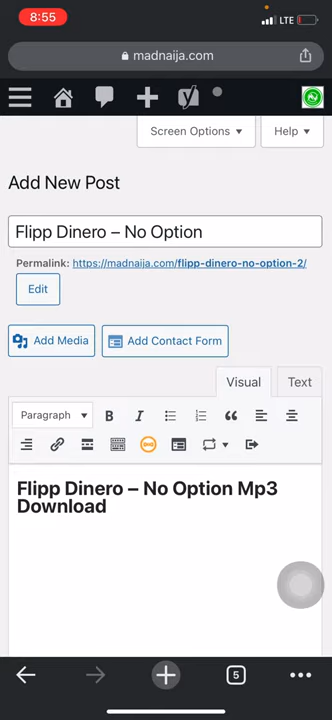 8:55
LTE
madnaija.com
Screen Options
Help
Add New Post
Flipp Dinero – No Option
Permalink: https://madnaija.com/flipp-dinero-no-option-2/
Edit
Add Media
Add Contact Form
Visual
Text
Paragraph
B
I
Flipp Dinero – No Option Mp3
Download
5